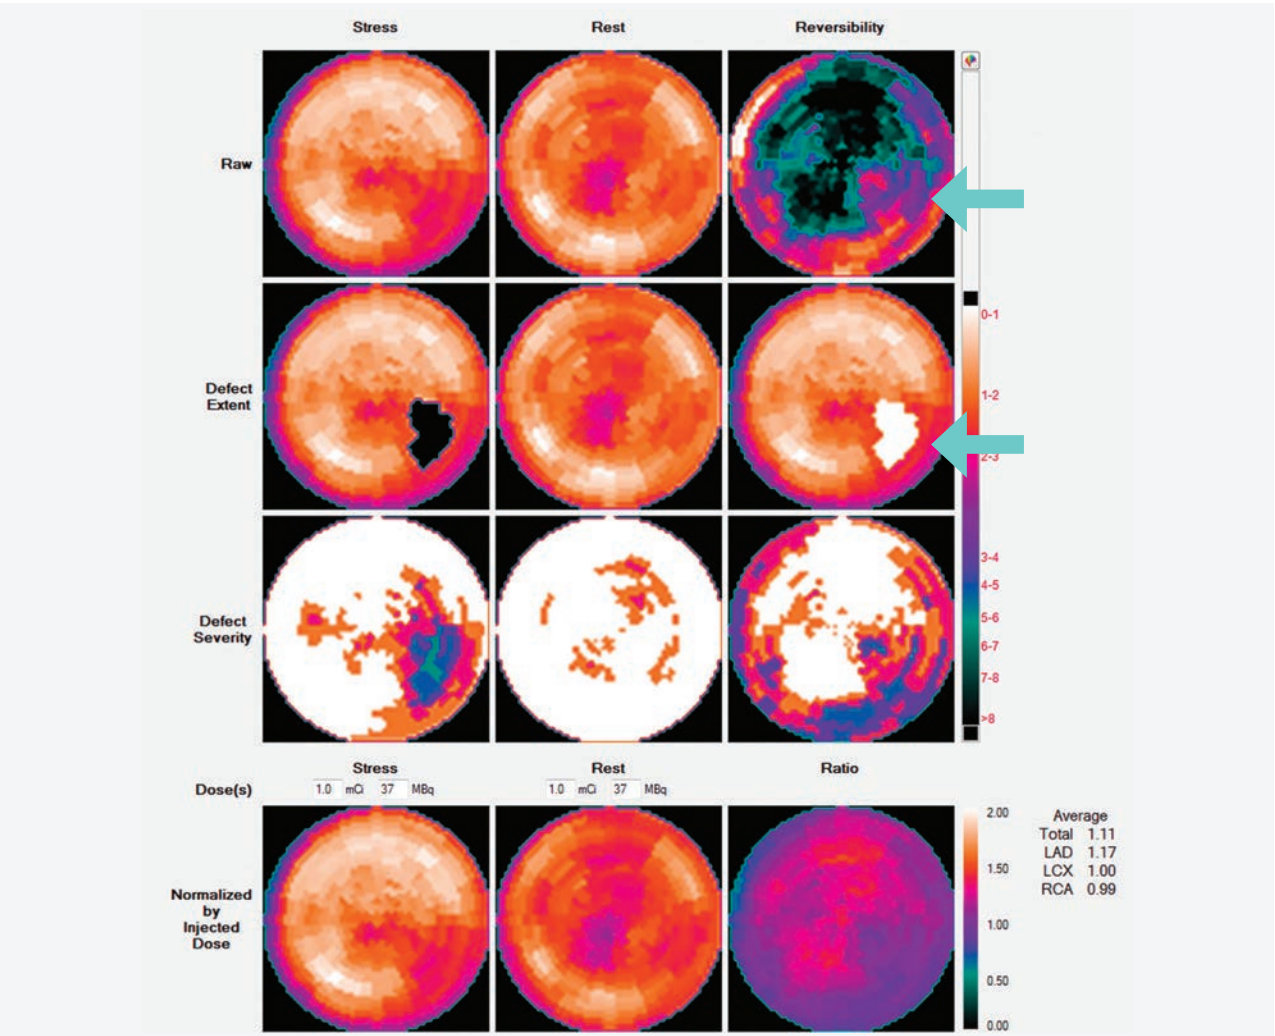 Stress Rest Reversibility
Raw
0-1
Defect
Extent
1-2
2-3
3-4
4-5
Defect
Severity
5-6
6-7
7-8
>8
Stress Rest Ratio
Dose(s) 1.0 mCi 37 MBq 1.0 mCi 37 MBq
2.00
1.50
1.00
0.50
0.00
Average
Total 1.11
LAD 1.17
LCX 1.00
RCA 0.99
Normalized
by
Injected
Dose